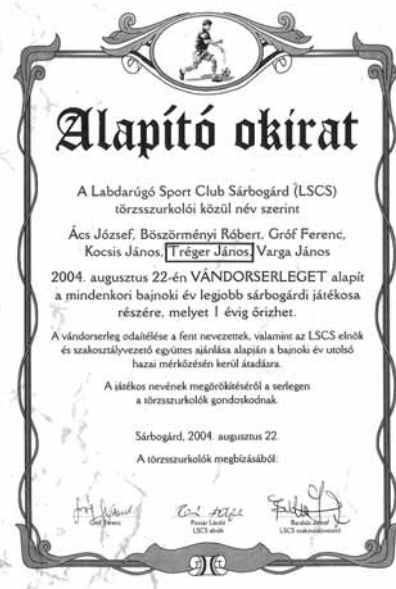 Alapító okirat
A Labdarúgó Sport Club Sárbogárd (LSCS)
törzsszurkolói közül név szerint
Ács József, Böszörményi Róbert, Gróf Ferenc,
Kocsis János, Tréger János, Varga János
2004. augusztus 22-én VÁNDORSERLEGET alapít
a mindenkori bajnoki év legjobb sárbogárdi játékosa
részére, melyet 1 évig őrizhet.
A vándorserleg odaítélése a fent nevezettek, valamint az LSCS elnök
és szakosztályvezető együttes ajánlása alapján a bajnoki év utolsó
hazai mérkőzésén kerül átadásra.
A játékos nevének megörökítéséről a serlegen
a törzsszurkolók gondoskodnak.
Sárbogárd, 2004. augusztus 22.
A törzsszurkolók megbízásából:
Gróf Ferenc
LSCS elnök
LSCS szakosztályvezető